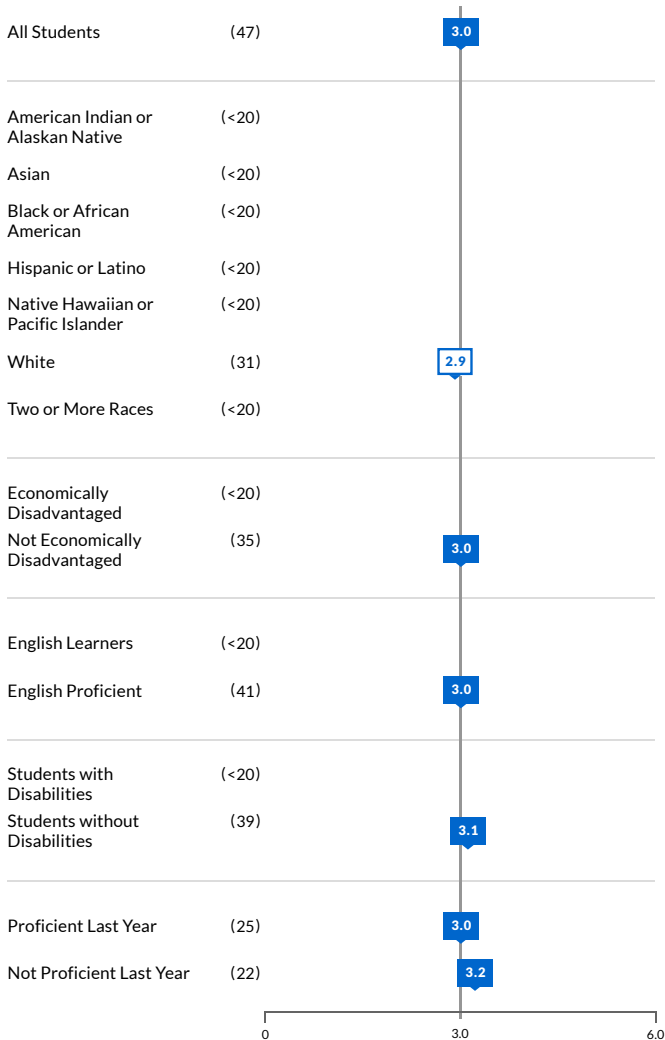 All Students (47) 3.0
American Indian or (<20)
Alaskan Native
Asian (<20)
Black or African (<20)
American
Hispanic or Latino (<20)
Native Hawaiian or (<20)
Pacific Islander
White (31) 2.9
Two or More Races (<20)
Economically (<20)
Disadvantaged
Not Economically (35) 3.0
Disadvantaged
English Learners (<20)
English Proficient (41) 3.0
Students with (<20)
Disabilities
Students without (39) 3.1
Disabilities
Proficient Last Year (25) 3.0
Not Proficient Last Year (22) 3.2
0 3.0 6.0